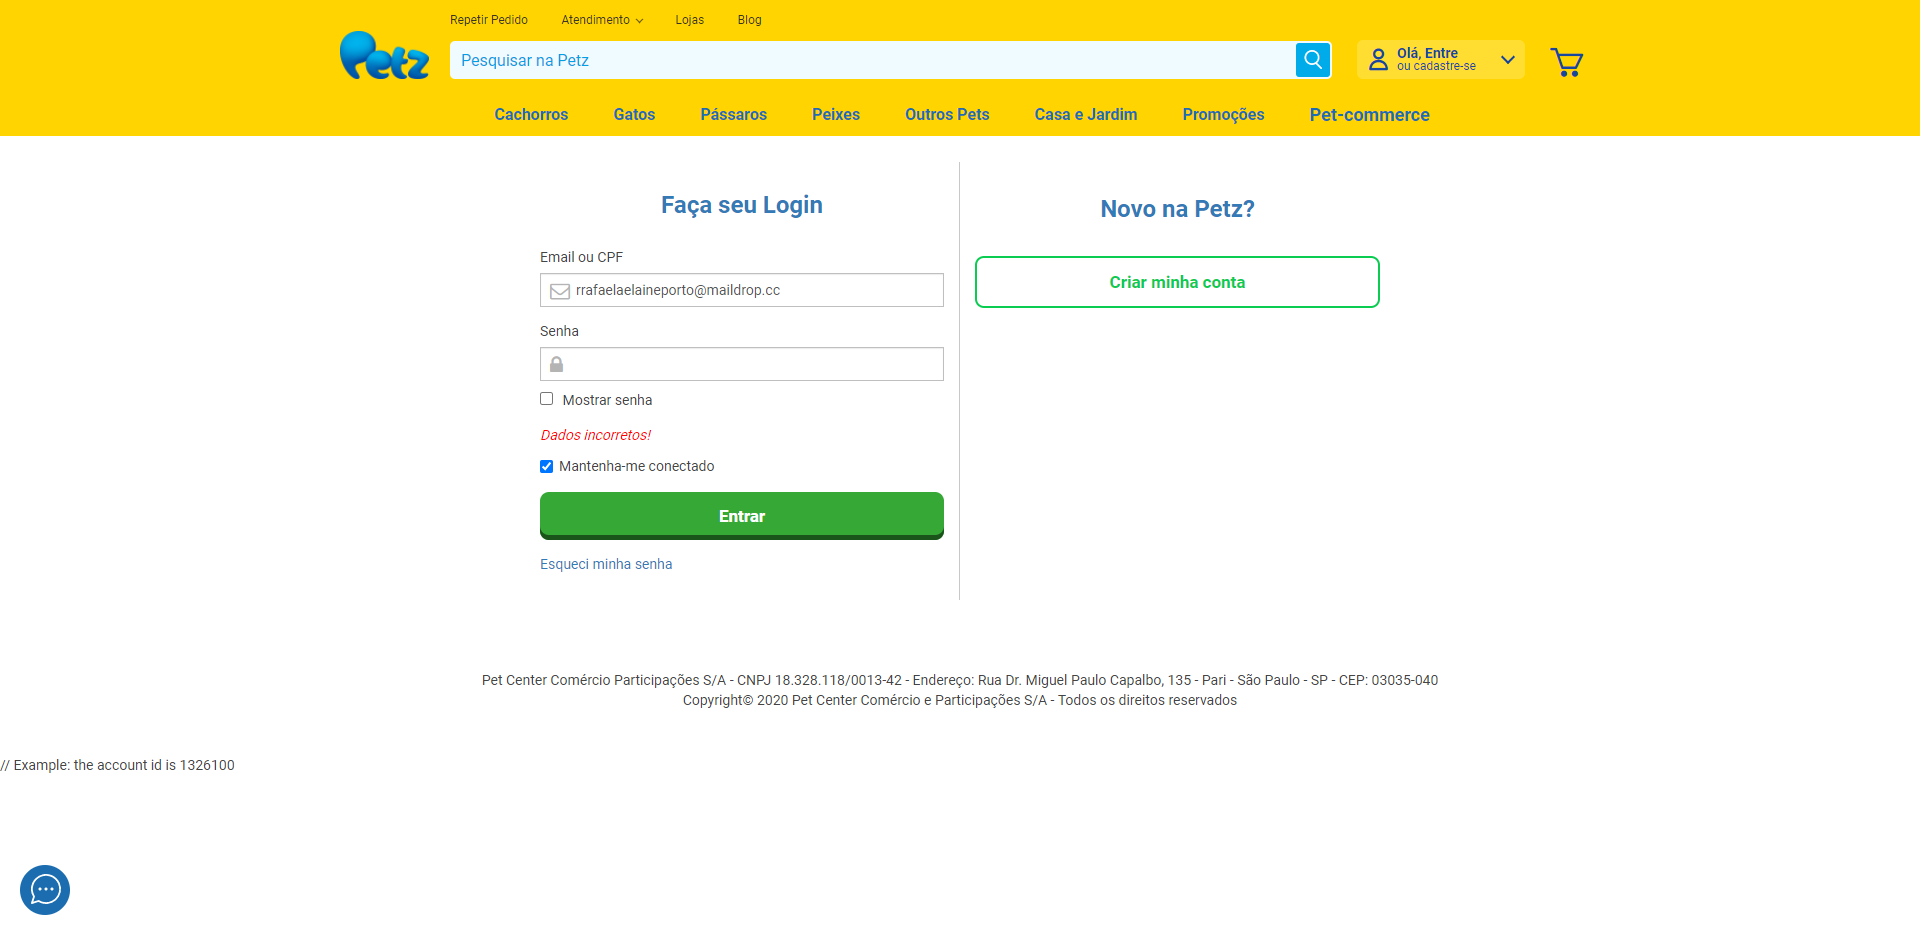 Repetir Pedido Atendimento Lojas Blog
Petz
Pesquisar na Petz
Olá, Entre
ou cadastre-se
Cachorros Gatos Pássaros Peixes Outros Pets Casa e Jardim Promoções Pet-commerce
Faça seu Login
Email ou CPF
rrafaelaelaineporto@maildrop.cc
Senha
Mostrar senha
Dados incorretos!
Mantenha-me conectado
Entrar
Esqueci minha senha
Novo na Petz?
Criar minha conta
Pet Center Comércio Participações S/A - CNPJ 18.328.118/0013-42 - Endereço: Rua Dr. Miguel Paulo Capalbo, 135 - Pari - São Paulo - SP - CEP: 03035-040
Copyright© 2020 Pet Center Comércio e Participações S/A - Todos os direitos reservados
// Example: the account id is 1326100